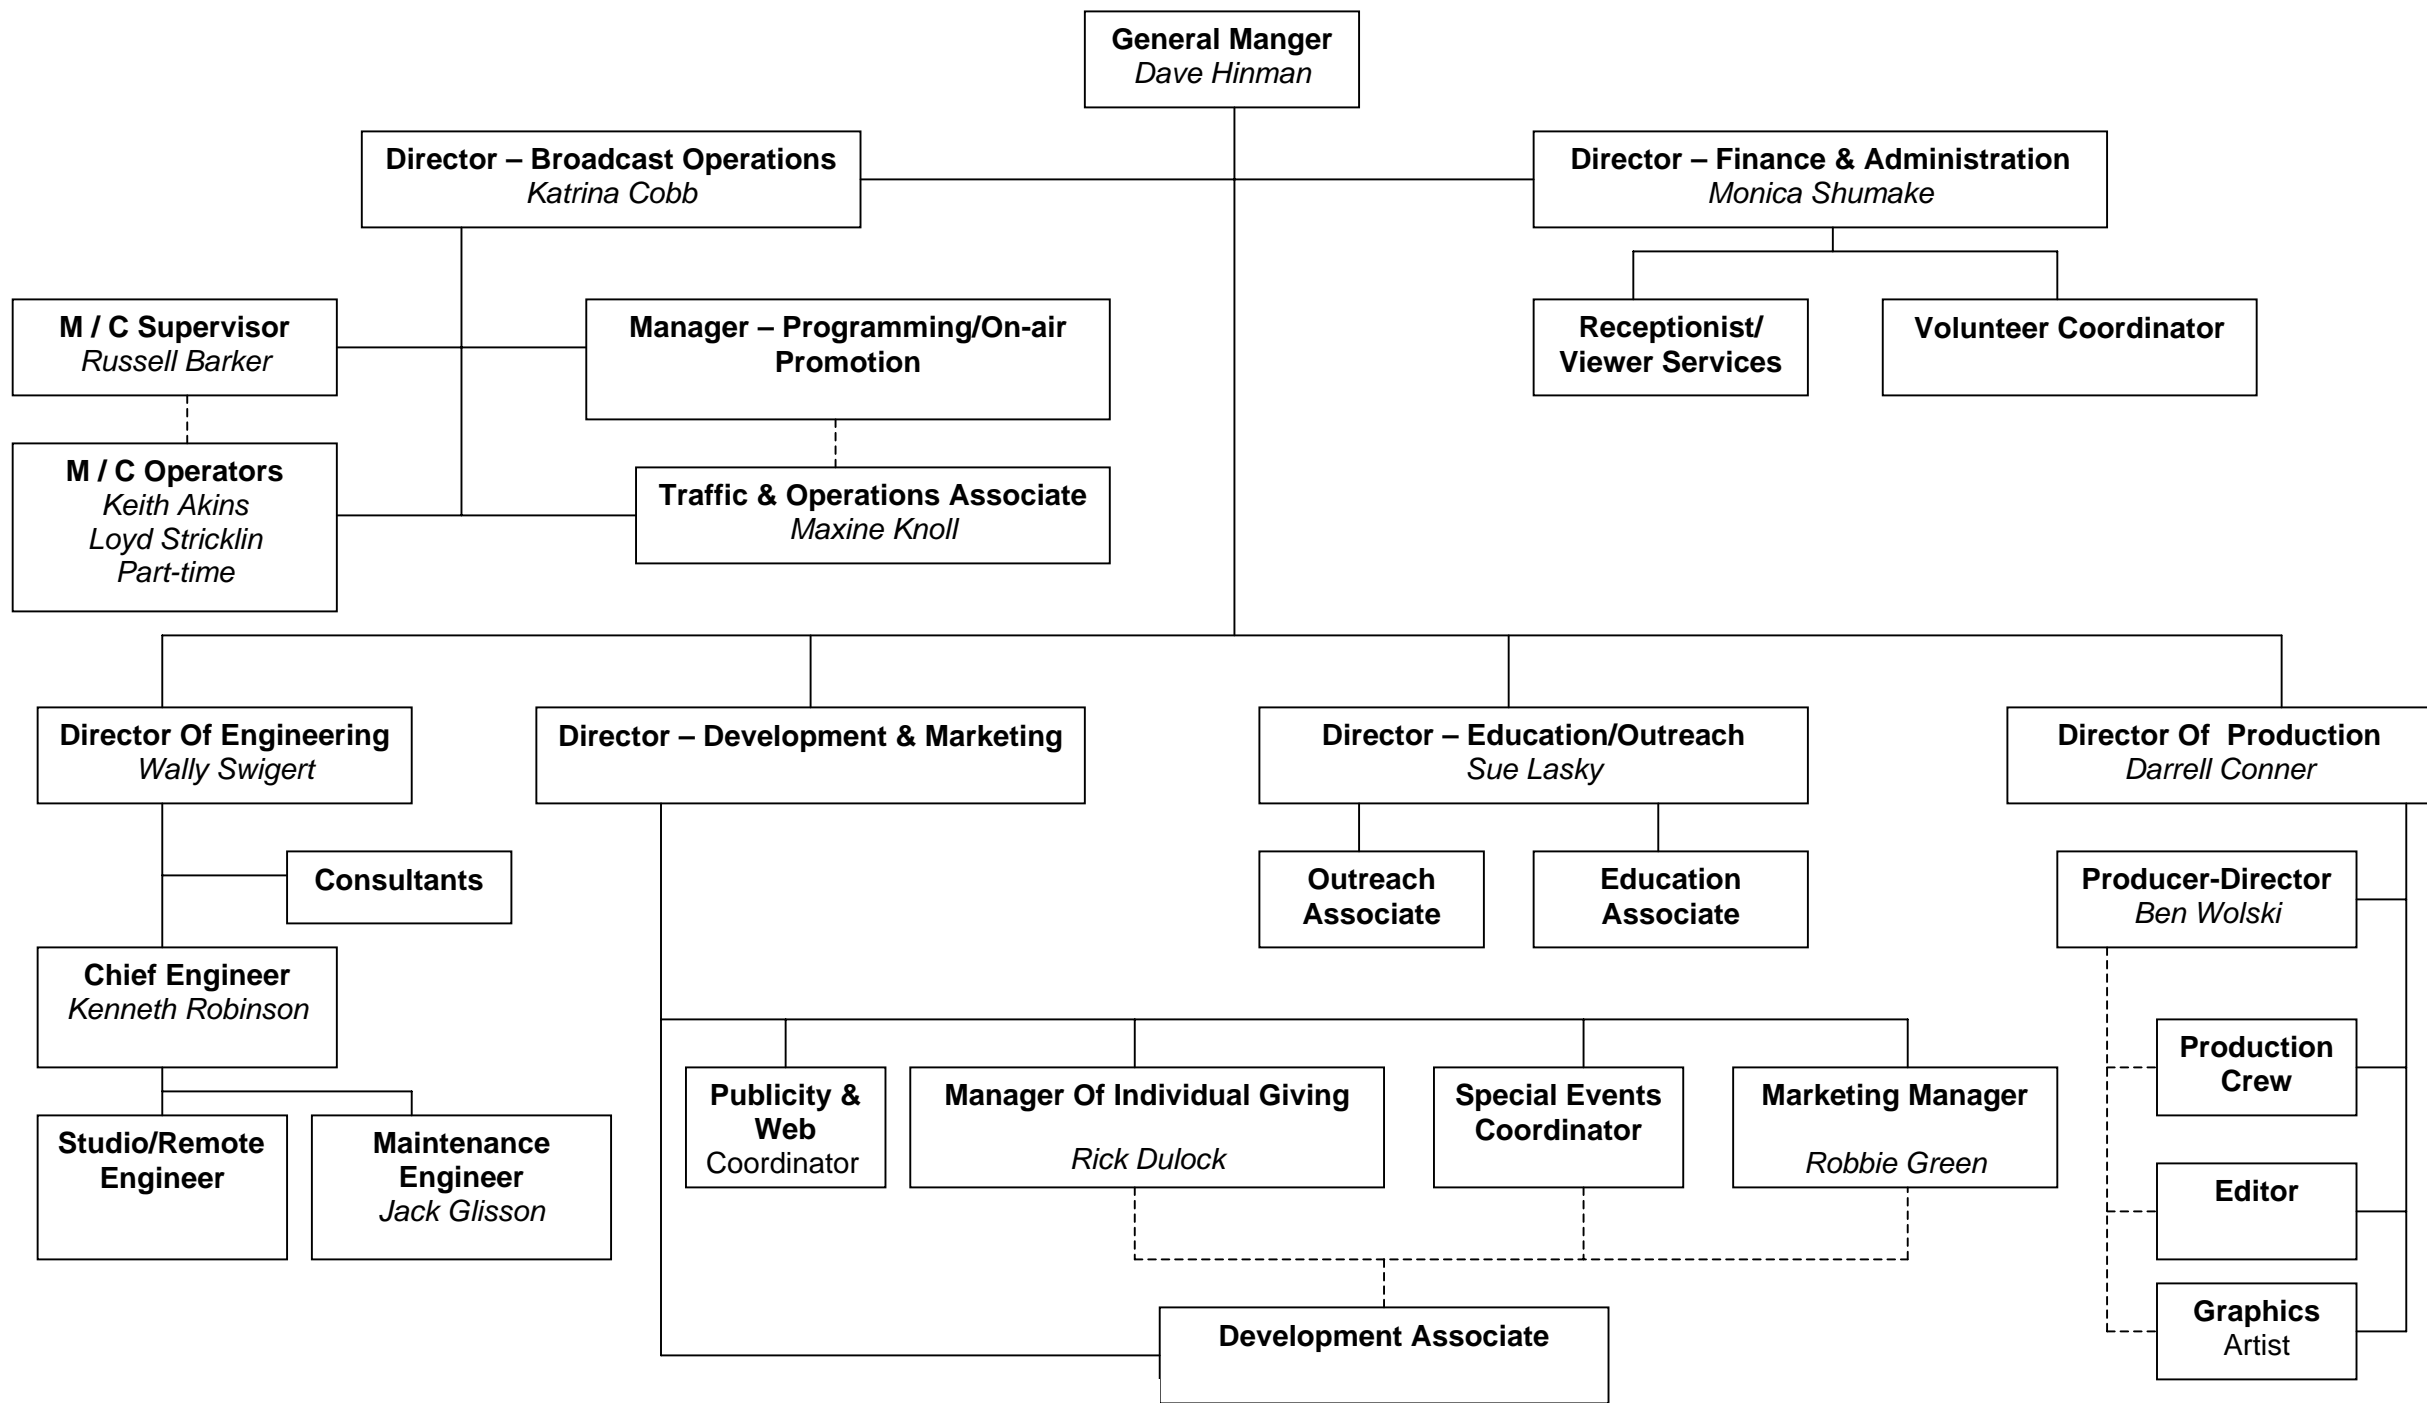 General Manger
Dave Hinman
Director – Broadcast Operations
Katrina Cobb
Director – Finance & Administration
Monica Shumake
M / C Supervisor
Russell Barker
Manager – Programming/On-air
Promotion
Receptionist/
Viewer Services
Volunteer Coordinator
M / C Operators
Keith Akins
Loyd Stricklin
Part-time
Traffic & Operations Associate
Maxine Knoll
Director Of Engineering
Wally Swigert
Director – Development & Marketing
Director – Education/Outreach
Sue Lasky
Director Of  Production
Darrell Conner
Consultants
Outreach
Associate
Education
Associate
Producer-Director
Ben Wolski
Chief Engineer
Kenneth Robinson
Production
Crew
Publicity &
Web
Coordinator
Manager Of Individual Giving
Rick Dulock
Special Events
Coordinator
Marketing Manager
Robbie Green
Studio/Remote
Engineer
Maintenance
Engineer
Jack Glisson
Editor
Graphics
Artist
Development Associate